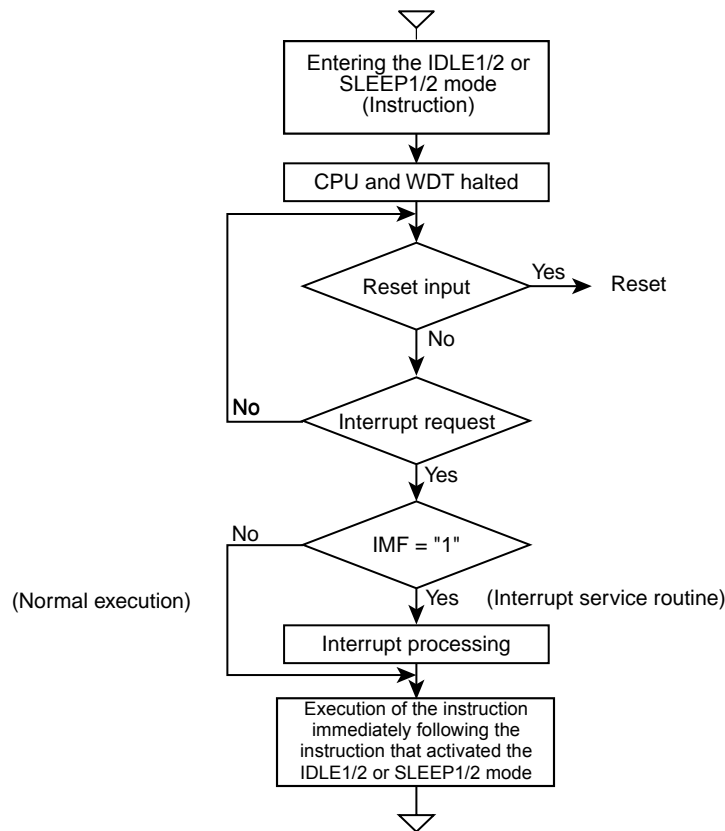 Entering the IDLE1/2 or
SLEEP1/2 mode
(Instruction)
CPU and WDT halted
Reset input
Yes
Reset
No
Interrupt request
No
Yes
IMF = "1"
No
(Normal execution)
Yes
(Interrupt service routine)
Interrupt processing
Execution of the instruction
immediately following the
instruction that activated the
IDLE1/2 or SLEEP1/2 mode